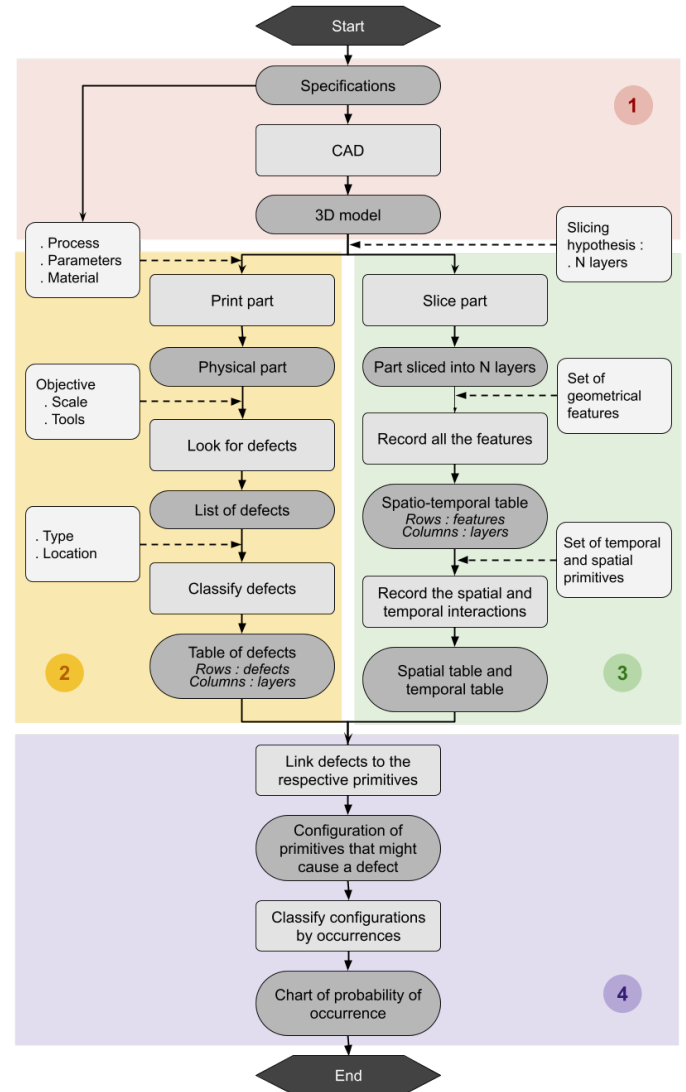 Start
Specifications
1
CAD
3D model
. Process
. Parameters
. Material
Slicing
hypothesis :
. N layers
Print part
Slice part
Physical part
Part sliced into N layers
Objective
. Scale
. Tools
Set of
geometrical
features
Look for defects
Record all the features
List of defects
Spatio-temporal table
Rows : features
Columns : layers
. Type
. Location
Set of temporal
and spatial
primitives
Classify defects
Record the spatial and
temporal interactions
2
Table of defects
Rows : defects
Columns : layers
Spatial table and
temporal table
3
Link defects to the
respective primitives
Configuration of
primitives that might
cause a defect
Classify configurations
by occurrences
Chart of probability of
occurrence
4
End